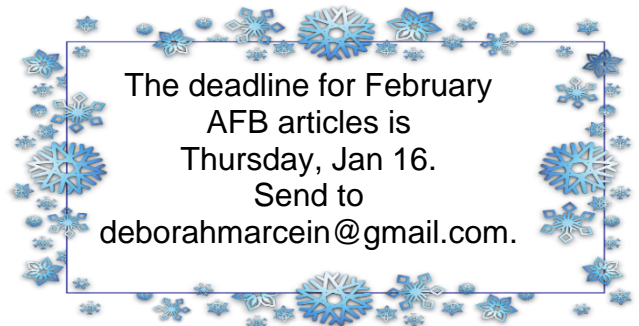 The deadline for February
AFB articles is
Thursday, Jan 16.
Send to
deborahmarcein@gmail.com.